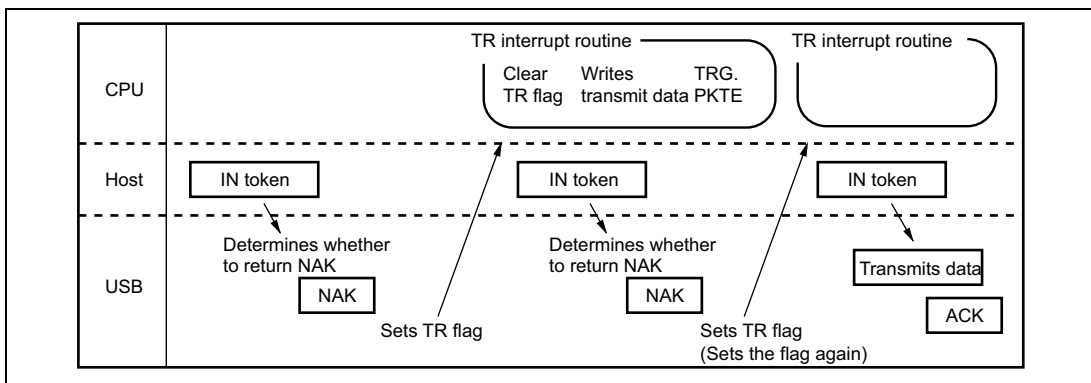 CPU
TR interrupt routine
Clear Writes TRG.
TR flag transmit data PKTE
TR interrupt routine
Host
IN token
IN token
IN token
USB
Determines whether
to return NAK
NAK
Sets TR flag
Determines whether
to return NAK
NAK
Sets TR flag
(Sets the flag again)
Transmits data
ACK